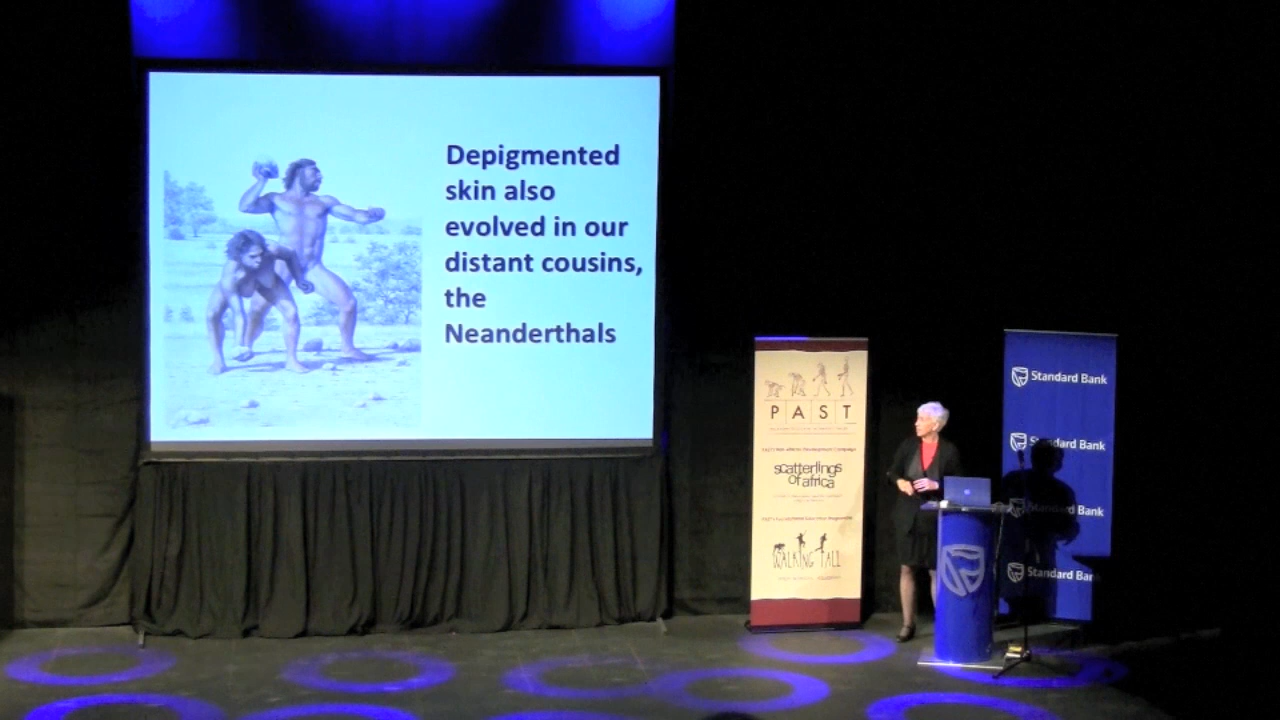 Depigmented
skin also
evolved in our
distant cousins,
the
Neanderthals
PAST
scatterlings
of africa
WALKING TALL
Standard Bank
Standard Bank
Standard Bank
Standard Bank